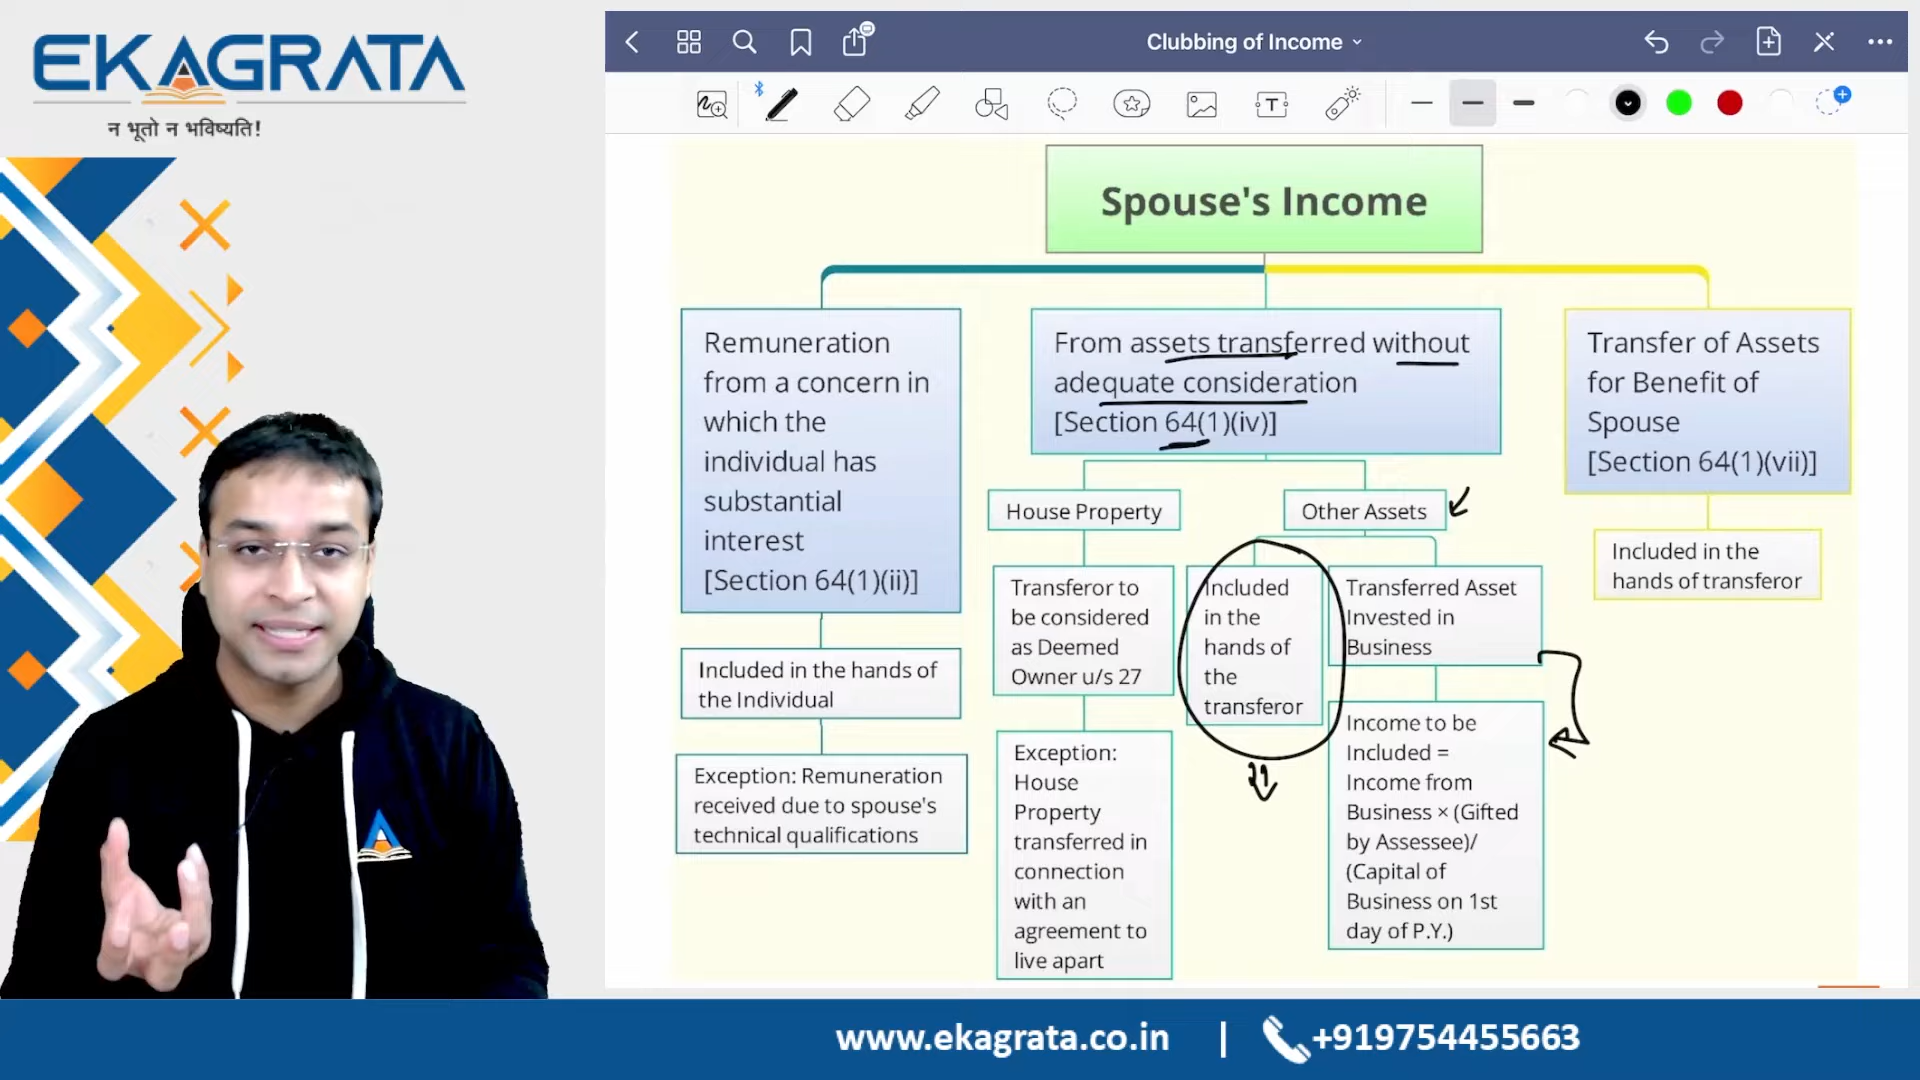 EKAGRATA
न भूतो न भविष्यति!
Clubbing of Income
T
Spouse's Income
Remuneration
from a concern in
which the
individual has
substantial
interest
[Section 64(1)(ii)]
Included in the hands of
the Individual
Exception: Remuneration
received due to spouse's
technical qualifications
From assets transferred without
adequate consideration
[Section 64(1)(iv)]
House Property
Transferor to
be considered
as Deemed
Owner u/s 27
Exception:
House
Property
transferred in
connection
with an
agreement to
live apart
Other Assets
Included
in the
hands of
the
transferor
Transferred Asset
Invested in
Business
Income to be
Included =
Income from
Business × (Gifted
by Assessee)/
(Capital of
Business on 1st
day of P.Y.)
Transfer of Assets
for Benefit of
Spouse
[Section 64(1)(vii)]
Included in the
hands of transferor
www.ekagrata.co.in | +919754455663